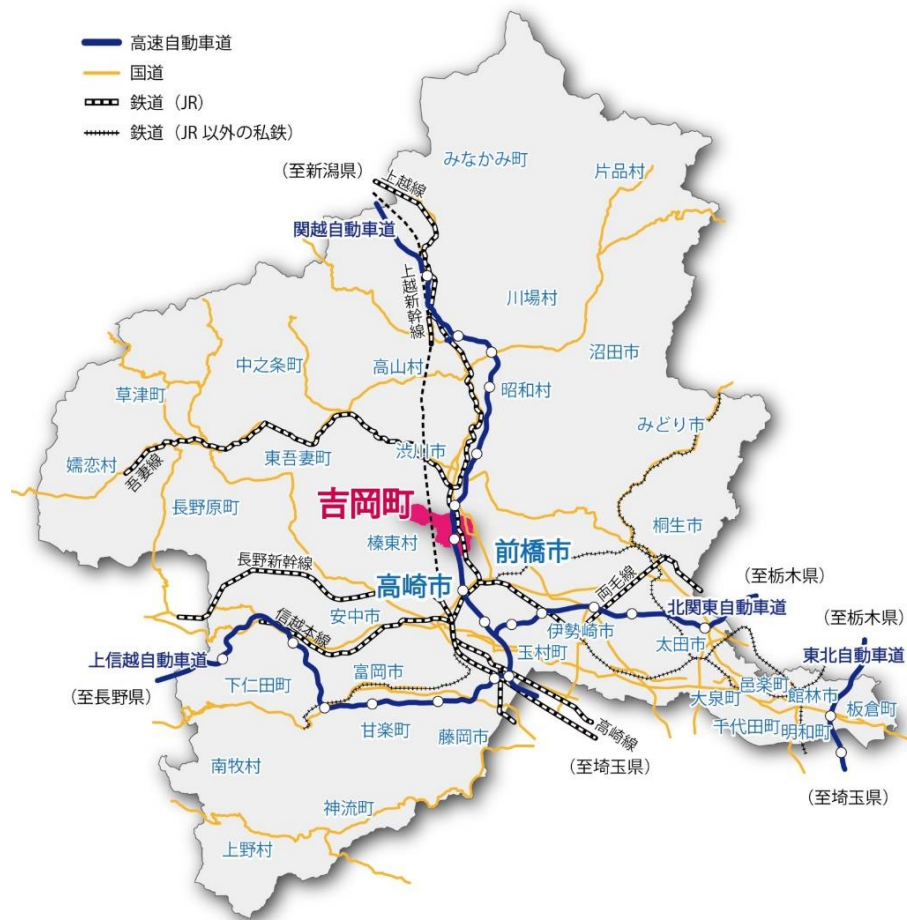 高速自動車道
国道
鉄道（JR）
鉄道（JR 以外の私鉄）
みなかみ町
片品村
（至新潟県）
上越線
関越自動車道
上越新幹線
川場村
沼田市
中之条町
高山村
昭和村
草津町
みどり市
嬬恋村
吾妻線
東吾妻町
渋川市
長野原町
吉岡町
桐生市
榛東村
前橋市
長野新幹線
高崎市
両毛線
（至栃木県）
安中市
北関東自動車道
信越本線
伊勢崎市
（至栃木県）
上信越自動車道
玉村町
太田市
東北自動車道
富岡市
（至長野県）
下仁田町
邑楽町
大泉町
館林市
板倉町
甘楽町
藤岡市
高崎線
千代田町
明和町
南牧村
（至埼玉県）
（至埼玉県）
神流町
上野村